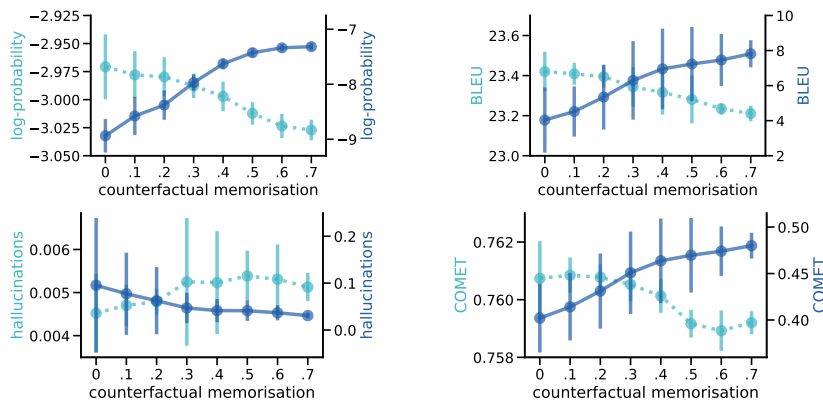 −2.925
−2.950
−2.975
−3.000
−3.025
−3.050
log-probability
−7
−8
−9
log-probability
0 .1 .2 .3 .4 .5 .6 .7
counterfactual memorisation
23.6
23.4
23.2
23.0
BLEU
10
8
6
4
2
BLEU
0 .1 .2 .3 .4 .5 .6 .7
counterfactual memorisation
0.006
0.005
0.004
hallucinations
0.2
0.1
0.0
hallucinations
0 .1 .2 .3 .4 .5 .6 .7
counterfactual memorisation
0.762
0.760
0.758
COMET
0.50
0.45
0.40
COMET
0 .1 .2 .3 .4 .5 .6 .7
counterfactual memorisation